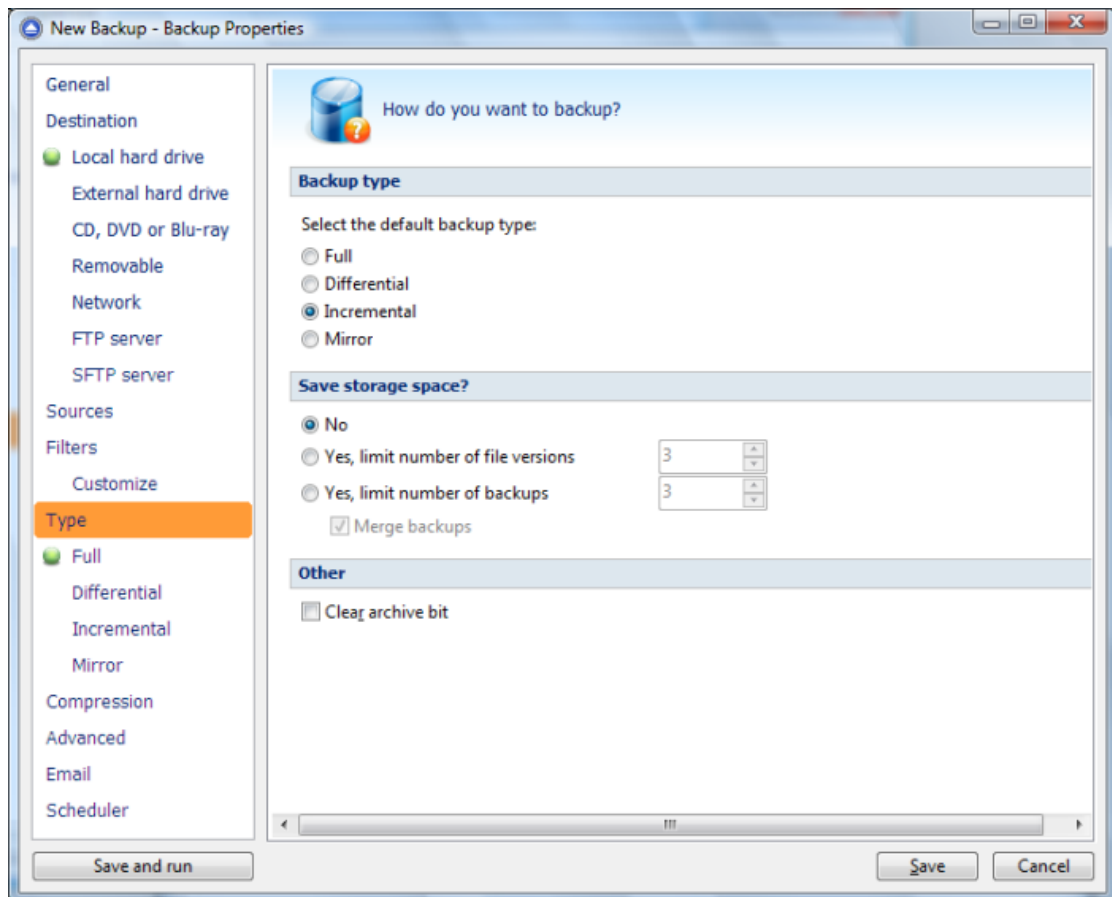 New Backup - Backup Properties
General
Destination
Local hard drive
External hard drive
CD, DVD or Blu-ray
Removable
Network
FTP server
SFTP server
Sources
Filters
Customize
Type
Full
Differential
Incremental
Mirror
Compression
Advanced
Email
Scheduler
How do you want to backup?
Backup type
Select the default backup type:
Full
Differential
Incremental
Mirror
Save storage space?
No
Yes, limit number of file versions 3
Yes, limit number of backups 3
Merge backups
Other
Clear archive bit
Save and run Save Cancel